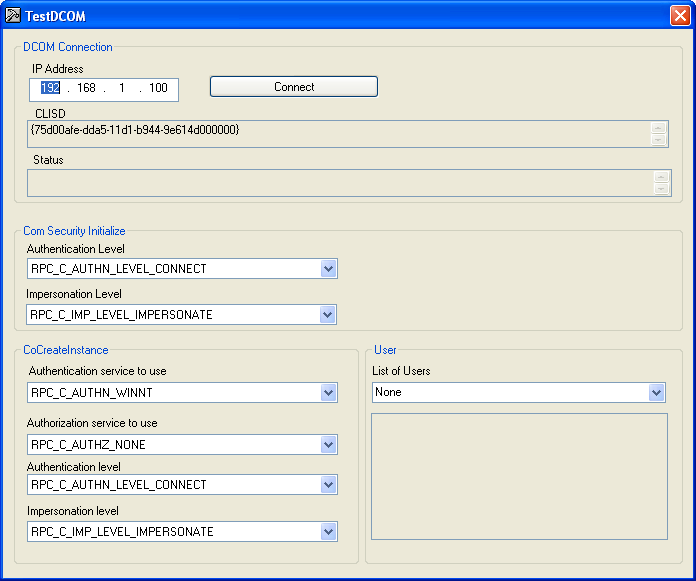 TestDCOM
DCOM Connection
IP Address
192 . 168 . 1 . 100
Connect
CLISD
{75d00afe-dda5-11d1-b944-9e614d000000}
Status
Com Security Initialize
Authentication Level
RPC_C_AUTHN_LEVEL_CONNECT
Impersonation Level
RPC_C_IMP_LEVEL_IMPERSONATE
CoCreateInstance
Authentication service to use
RPC_C_AUTHN_WINNT
Authorization service to use
RPC_C_AUTHZ_NONE
Authentication level
RPC_C_AUTHN_LEVEL_CONNECT
Impersonation level
RPC_C_IMP_LEVEL_IMPERSONATE
User
List of Users
None